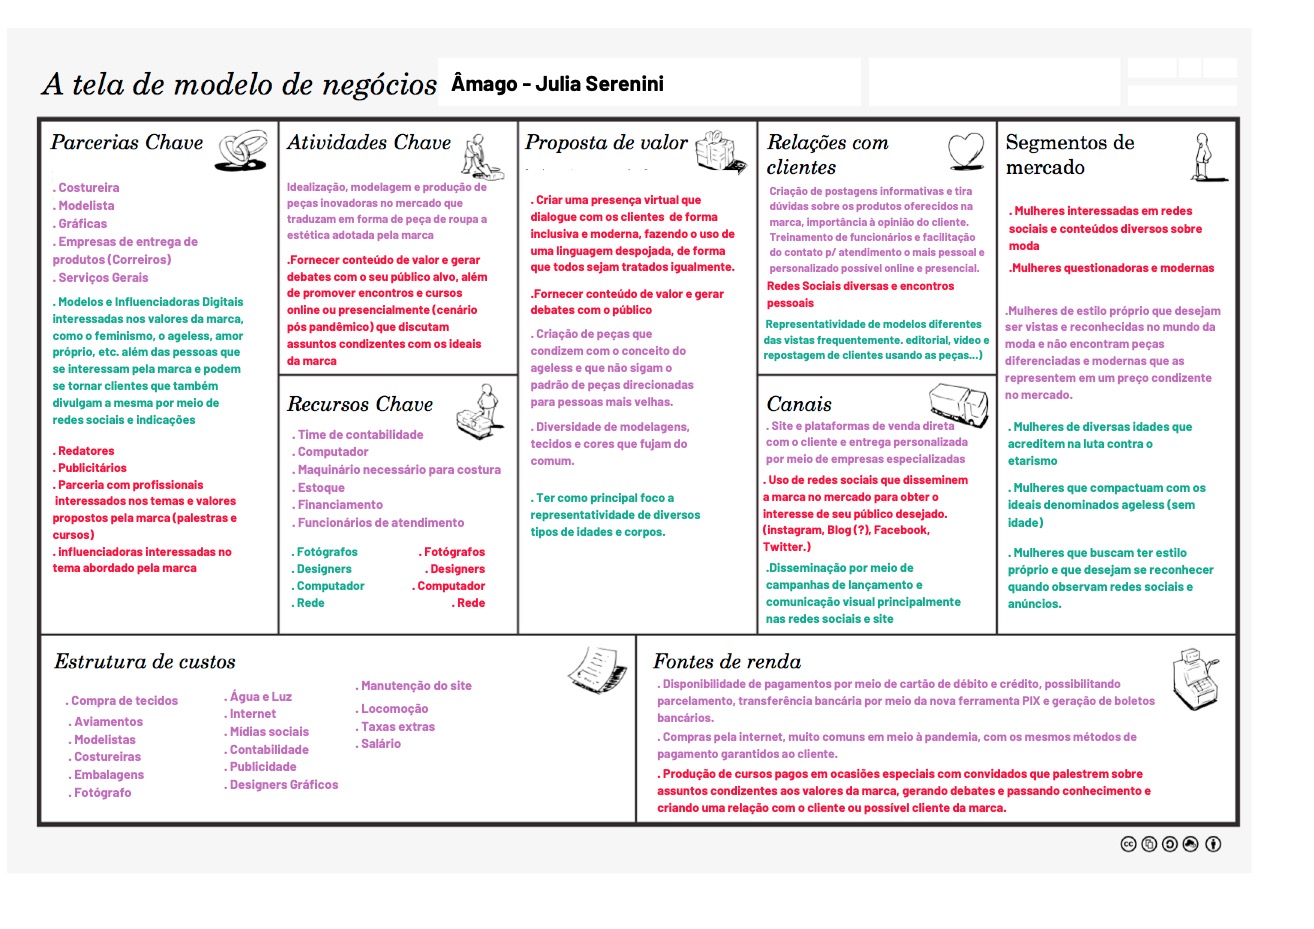 A tela de modelo de negócios
Âmago - Julia Serenini
Parcerias Chave
. Costureira
. Modelista
. Gráficas
. Empresas de entrega de
produtos (Correiros)
. Serviços Gerais
. Modelos e Influenciadoras Digitais
interessadas nos valores da marca,
como o feminismo, o ageless, amor
próprio, etc. além das pessoas que
se interessam pela marca e podem
se tornar clientes que também
divulgam a mesma por meio de
redes sociais e indicações
. Redatores
. Publicitários
. Parceria com profissionais
interessados nos temas e valores
propostos pela marca (palestras e
cursos)
. influenciadoras interessadas no
tema abordado pela marca
Atividades Chave
Idealização, modelagem e produção de
peças inovadoras no mercado que
traduzam em forma de peça de roupa a
estética adotada pela marca
.Fornecer conteúdo de valor e gerar
debates com o seu público alvo, além
de promover encontros e cursos
online ou presencialmente (cenário
pós pandêmico) que discutam
assuntos condizentes com os ideais
da marca
Recursos Chave
. Time de contabilidade
. Computador
. Maquinário necessário para costura
. Estoque
. Financiamento
. Funcionários de atendimento
. Fotógrafos
. Designers
. Computador
. Rede
. Fotógrafos
. Designers
. Computador
. Rede
Proposta de valor
. Criar uma presença virtual que
dialogue com os clientes de forma
inclusiva e moderna, fazendo o uso de
uma linguagem despojada, de forma
que todos sejam tratados igualmente.
.Fornecer conteúdo de valor e gerar
debates com o público
. Criação de peças que
condizem com o conceito do
ageless e que não sigam o
padrão de peças direcionadas
para pessoas mais velhas.
. Diversidade de modelagens,
tecidos e cores que fujam do
comum.
. Ter como principal foco a
representatividade de diversos
tipos de idades e corpos.
Relações com
clientes
Criação de postagens informativas e tira
dúvidas sobre os produtos oferecidos na
marca, importância à opinião do cliente.
Treinamento de funcionários e facilitação
do contato p/ atendimento o mais pessoal e
personalizado possível online e presencial.
Redes Sociais diversas e encontros
pessoais
Representatividade de modelos diferentes
das vistas frequentemente. editorial, vídeo e
repostagem de clientes usando as peças...)
Canais
. Site e plataformas de venda direta
com o cliente e entrega personalizada
por meio de empresas especializadas
. Uso de redes sociais que disseminem
a marca no mercado para obter o
interesse de seu público desejado.
(instagram, Blog (?), Facebook,
Twitter.)
.Disseminação por meio de
campanhas de lançamento e
comunicação visual principalmente
nas redes sociais e site
Segmentos de
mercado
. Mulheres interessadas em redes
sociais e conteúdos diversos sobre
moda
.Mulheres questionadoras e modernas
.Mulheres de estilo próprio que desejam
ser vistas e reconhecidas no mundo da
moda e não encontram peças
diferenciadas e modernas que as
representem em um preço condizente
no mercado.
. Mulheres de diversas idades que
acreditem na luta contra o
etarismo
. Mulheres que compactuam com os
ideais denominados ageless (sem
idade)
. Mulheres que buscam ter estilo
próprio e que desejam se reconhecer
quando observam redes sociais e
anúncios.
Estrutura de custos
. Compra de tecidos
. Aviamentos
. Modelistas
. Costureiras
. Embalagens
. Fotógrafo
. Água e Luz
. Internet
. Mídias sociais
. Contabilidade
. Publicidade
. Designers Gráficos
. Manutenção do site
. Locomoção
. Taxas extras
. Salário
Fontes de renda
. Disponibilidade de pagamentos por meio de cartão de débito e crédito, possibilitando
parcelamento, transferência bancária por meio da nova ferramenta PIX e geração de boletos
bancários.
. Compras pela internet, muito comuns em meio à pandemia, com os mesmos métodos de
pagamento garantidos ao cliente.
. Produção de cursos pagos em ocasiões especiais com convidados que palestrem sobre
assuntos condizentes aos valores da marca, gerando debates e passando conhecimento e
criando uma relação com o cliente ou possível cliente da marca.
cc